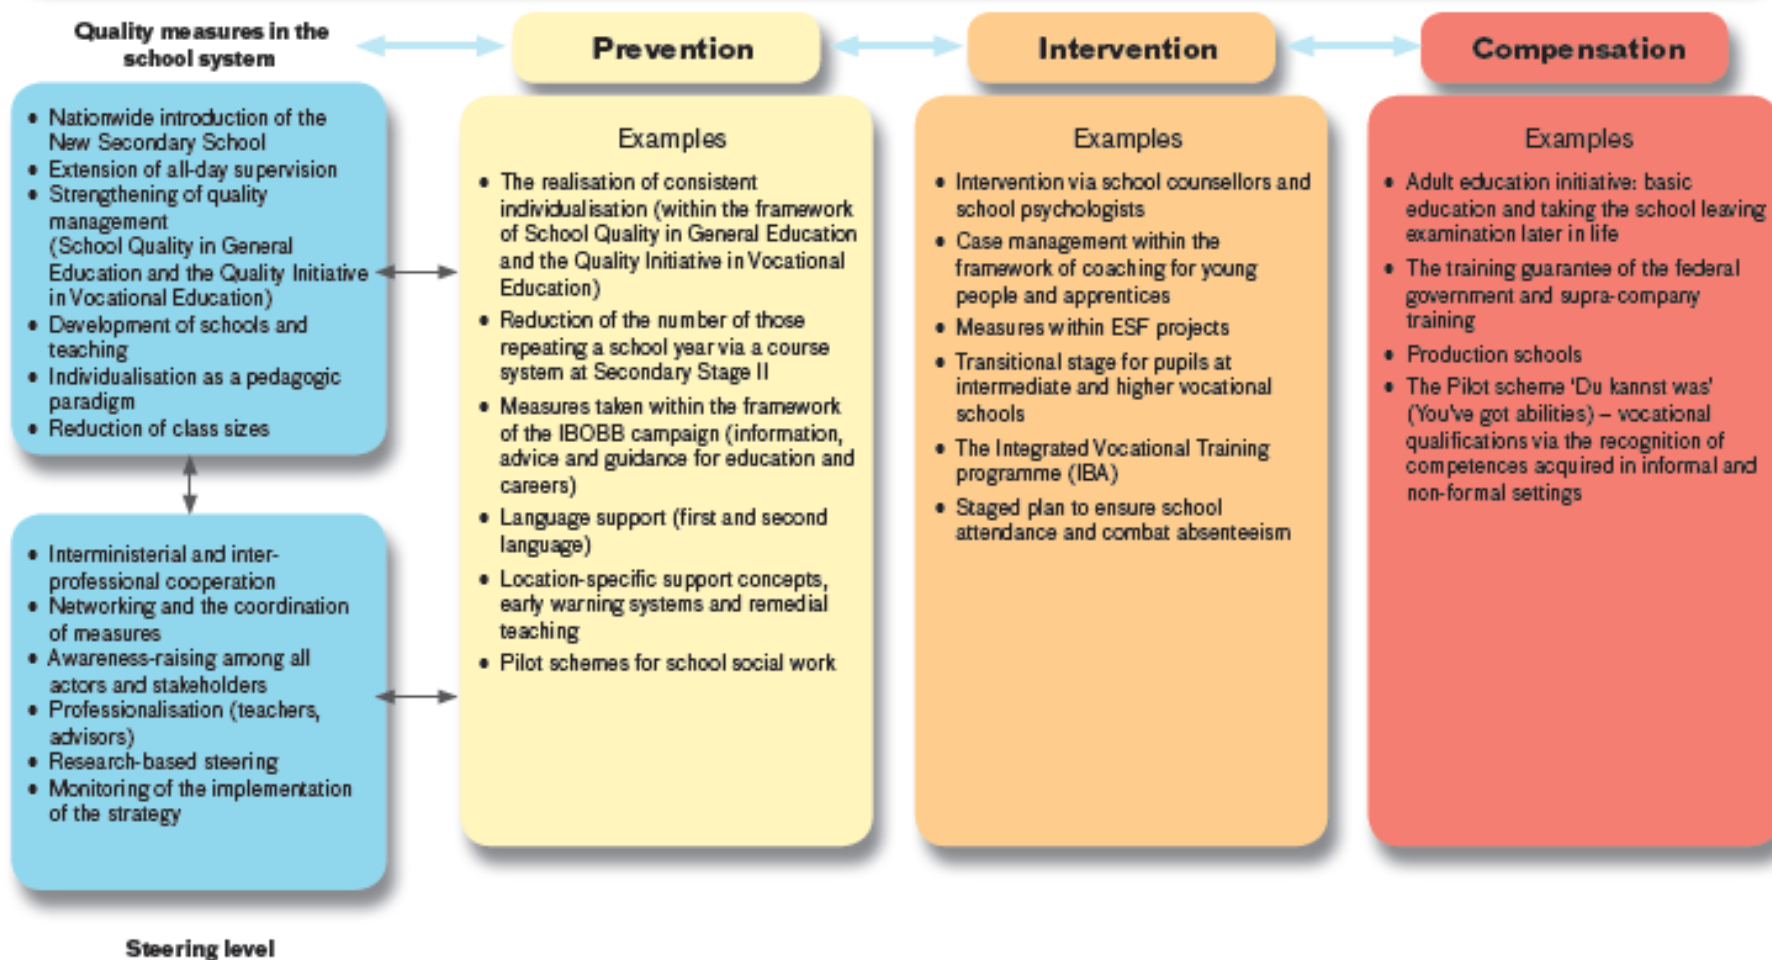 Quality measures in the
school system
• Nationwide introduction of the
New Secondary School
• Extension of all-day supervision
• Strengthening of quality
management
(School Quality in General
Education and the Quality Initiative
in Vocational Education)
• Development of schools and
teaching
• Individualisation as a pedagogic
paradigm
• Reduction of class sizes
• Interministerial and inter-
professional cooperation
• Networking and the coordination
of measures
• Awareness-raising among all
actors and stakeholders
• Professionalisation (teachers,
advisors)
• Research-based steering
• Monitoring of the implementation
of the strategy
Steering level
Prevention
Examples
• The realisation of consistent
individualisation (within the framework
of School Quality in General Education
and the Quality Initiative in Vocational
Education)
• Reduction of the number of those
repeating a school year via a course
system at Secondary Stage II
• Measures taken within the framework
of the IBOBB campaign (information,
advice and guidance for education and
careers)
• Language support (first and second
language)
• Location-specific support concepts,
early warning systems and remedial
teaching
• Pilot schemes for school social work
Intervention
Examples
• Intervention via school counsellors and
school psychologists
• Case management within the
framework of coaching for young
people and apprentices
• Measures within ESF projects
• Transitional stage for pupils at
intermediate and higher vocational
schools
• The Integrated Vocational Training
programme (IBA)
• Staged plan to ensure school
attendance and combat absenteeism
Compensation
Examples
• Adult education initiative: basic
education and taking the school leaving
examination later in life
• The training guarantee of the federal
government and supra-company
training
• Production schools
• The Pilot scheme ‘Du kannst was’
(You’ve got abilities) – vocational
qualifications via the recognition of
competences acquired in informal and
non-formal settings